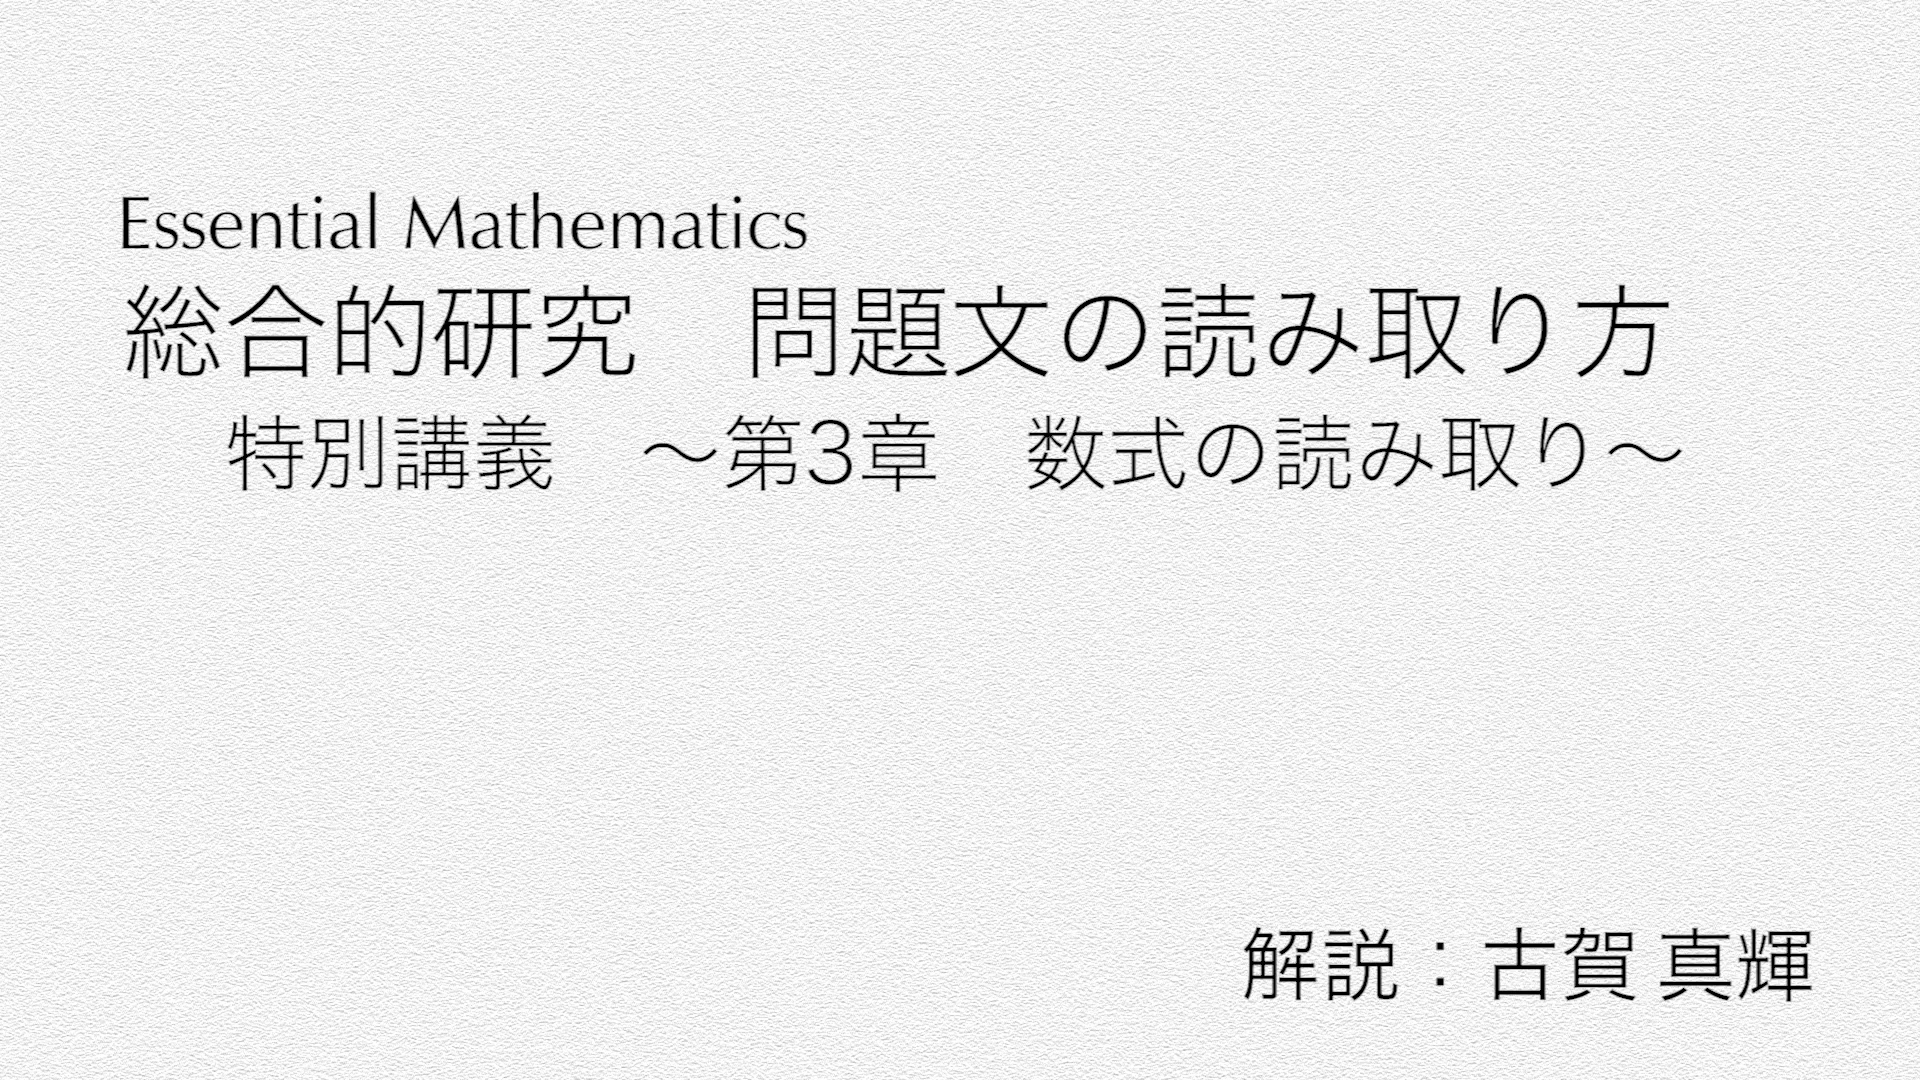 Essential Mathematics
総合的研究　問題文の読み取り方
特別講義　〜第3章　数式の読み取り〜
解説：古賀 真輝